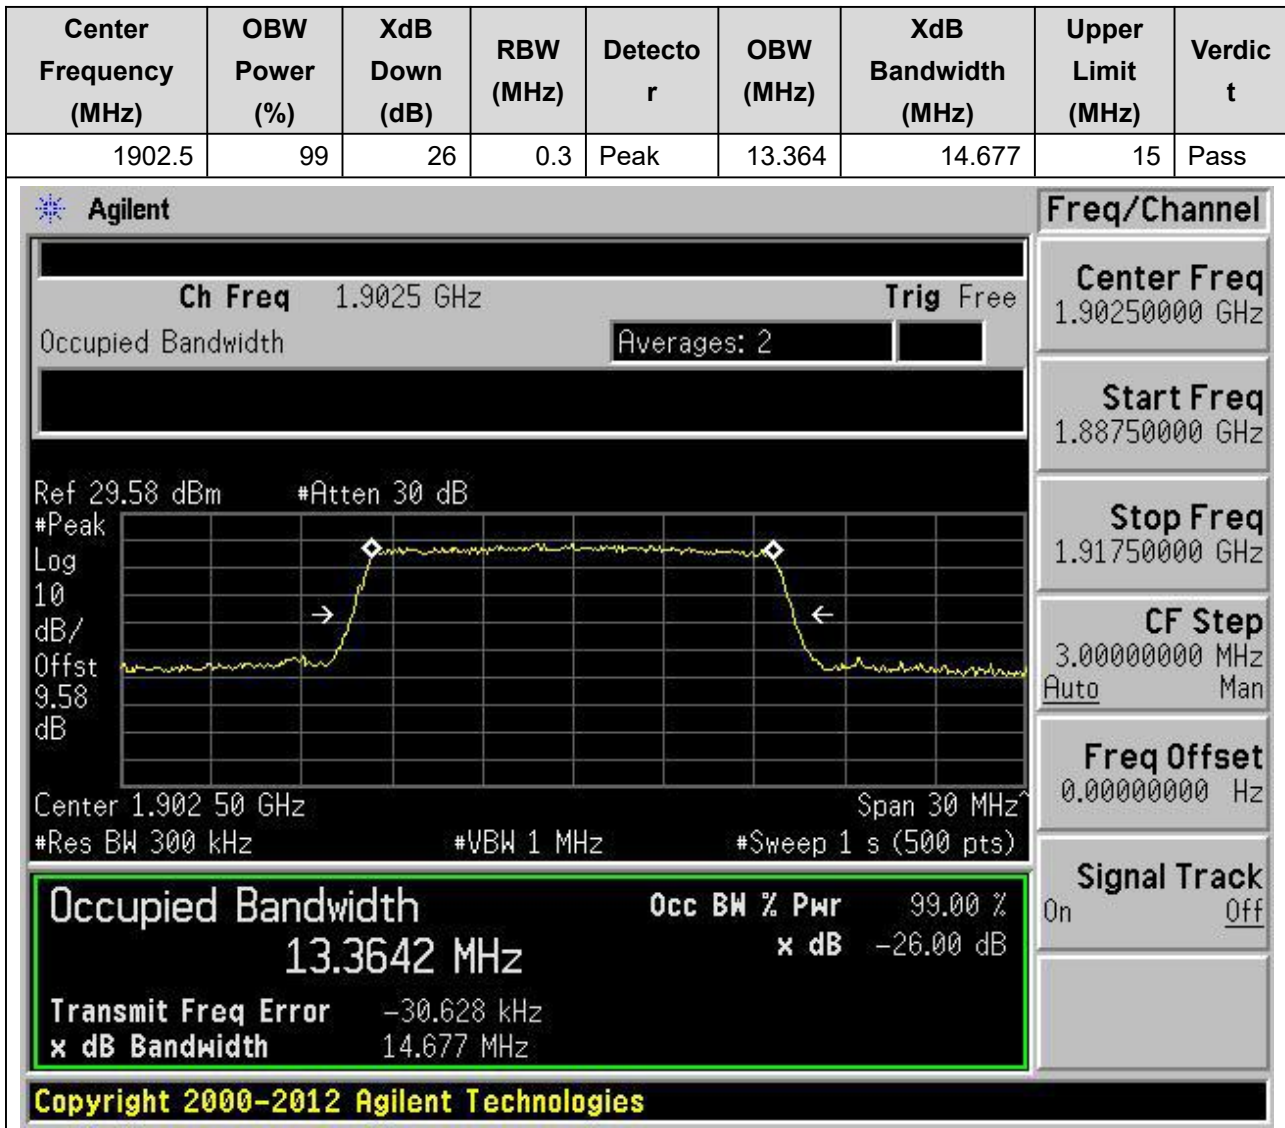 Center Frequency (MHz) OBW Power (%) XdB Down (dB) RBW (MHz) Detecto r OBW (MHz) XdB Bandwidth (MHz) Upper Limit (MHz) Verdic t
1902.5 99 26 0.3 Peak 13.364 14.677 15 Pass
Agilent
Freq/Channel
Ch Freq 1.9025 GHz Trig Free
Occupied Bandwidth Averages: 2
Center Freq
1.90250000 GHz
Start Freq
1.88750000 GHz
Stop Freq
1.91750000 GHz
CF Step
3.00000000 MHz
Auto Man
Freq Offset
0.00000000 Hz
Signal Track
On Off
Ref 29.58 dBm #Atten 30 dB
#Peak
Log
10
dB/
Offst
9.58
dB
Center 1.902 50 GHz Span 30 MHz^
#Res BW 300 kHz #VBW 1 MHz #Sweep 1 s (500 pts)
Occupied Bandwidth Occ BW % Pwr 99.00 %
13.3642 MHz x dB -26.00 dB
Transmit Freq Error -30.628 kHz
x dB Bandwidth 14.677 MHz
Copyright 2000-2012 Agilent Technologies